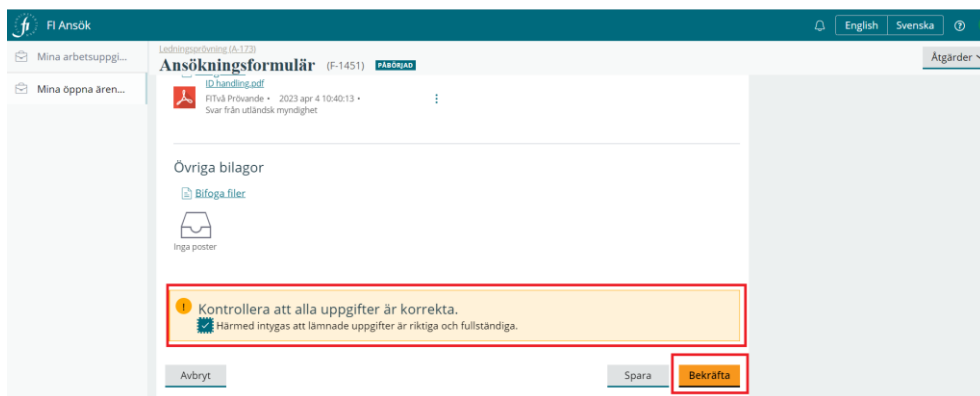 fi FI Ansök
English Svenska
Mina arbetsuppgi...
Mina öppna ären...
Ledningsprövning (A-173)
Ansökningsformulär (F-1451) PÅBÖRJAD
Åtgärder
ID handling.pdf
FITvå Prövande • 2023 apr 4 10:40:13 •
Svar från utländsk myndighet
Övriga bilagor
Bifoga filer
Inga poster
Kontrollera att alla uppgifter är korrekta.
Härmed intygas att lämnade uppgifter är riktiga och fullständiga.
Avbryt Spara Bekräfta